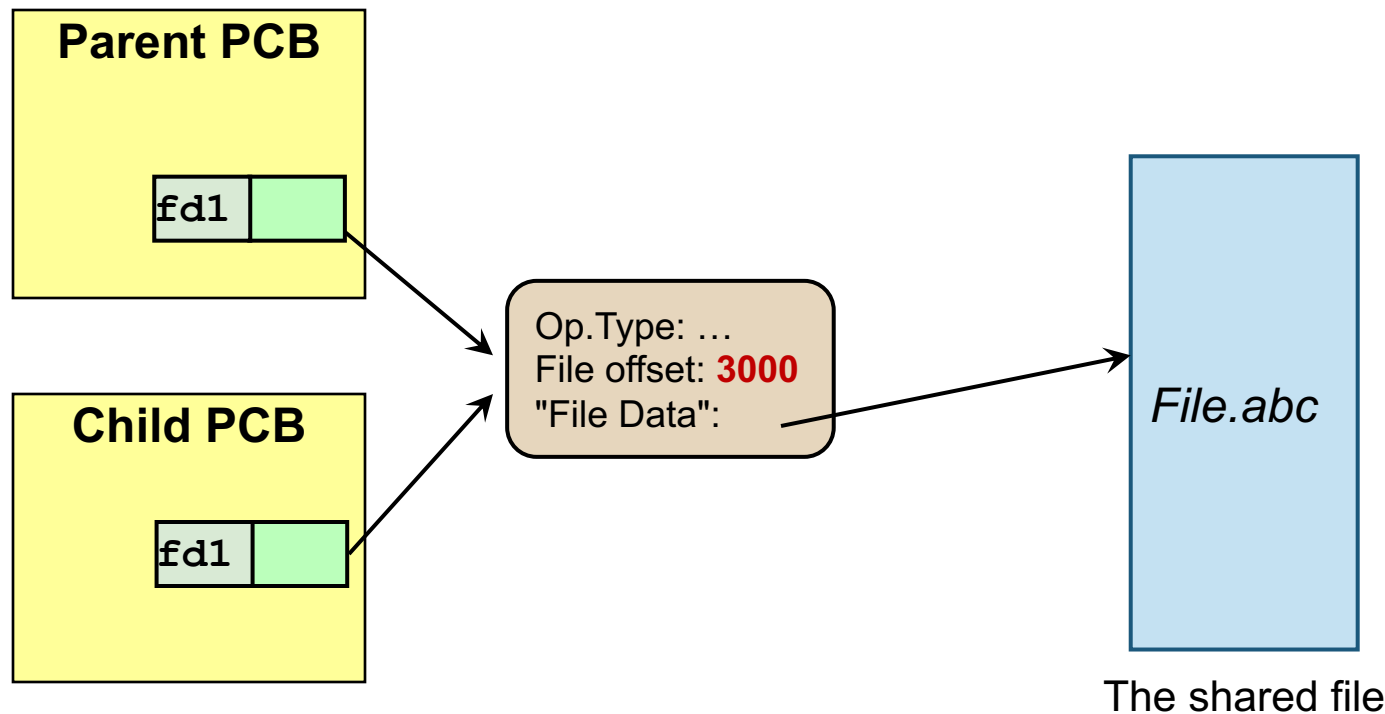 Parent PCB
fd1
Op.Type: …
File offset: 3000
"File Data":
Child PCB
fd1
File.abc
The shared file